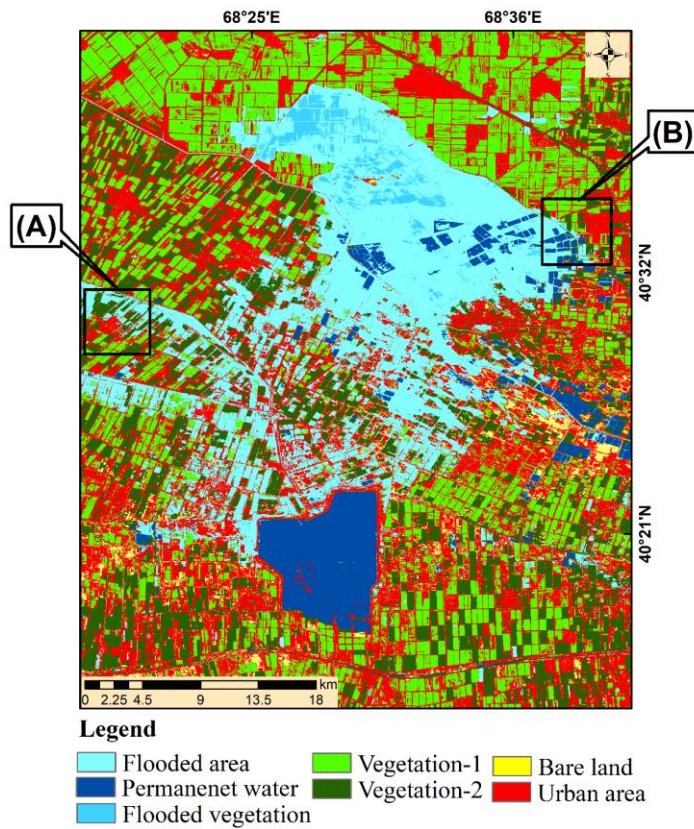 68°25'E 68°36'E
N
W E
S
(B)
(A)
40°32'N
40°21'N
km
0 2.25 4.5 9 13.5 18
Legend
Flooded area Vegetation-1 Bare land
Permanenet water Vegetation-2 Urban area
Flooded vegetation